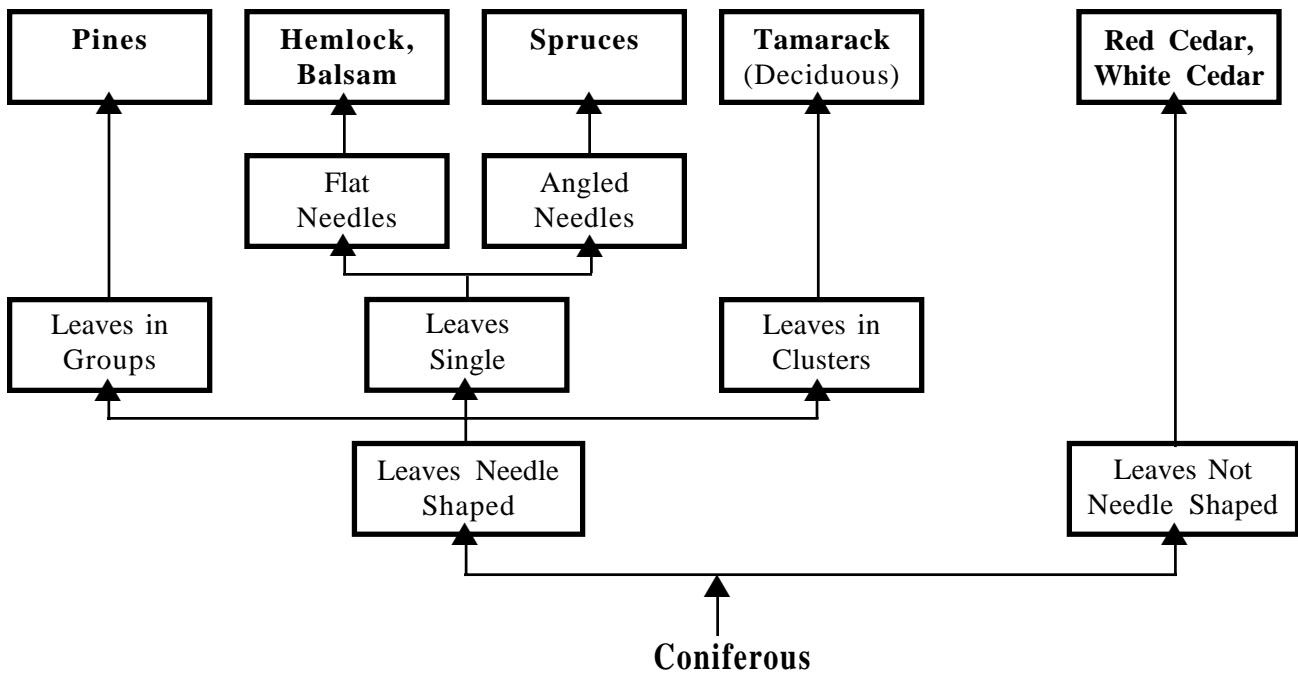 Pines
Hemlock,
Balsam
Spruces
Tamarack
(Deciduous)
Red Cedar,
White Cedar
Flat
Needles
Angled
Needles
Leaves in
Groups
Leaves
Single
Leaves in
Clusters
Leaves Needle
Shaped
Leaves Not
Needle Shaped
Coniferous